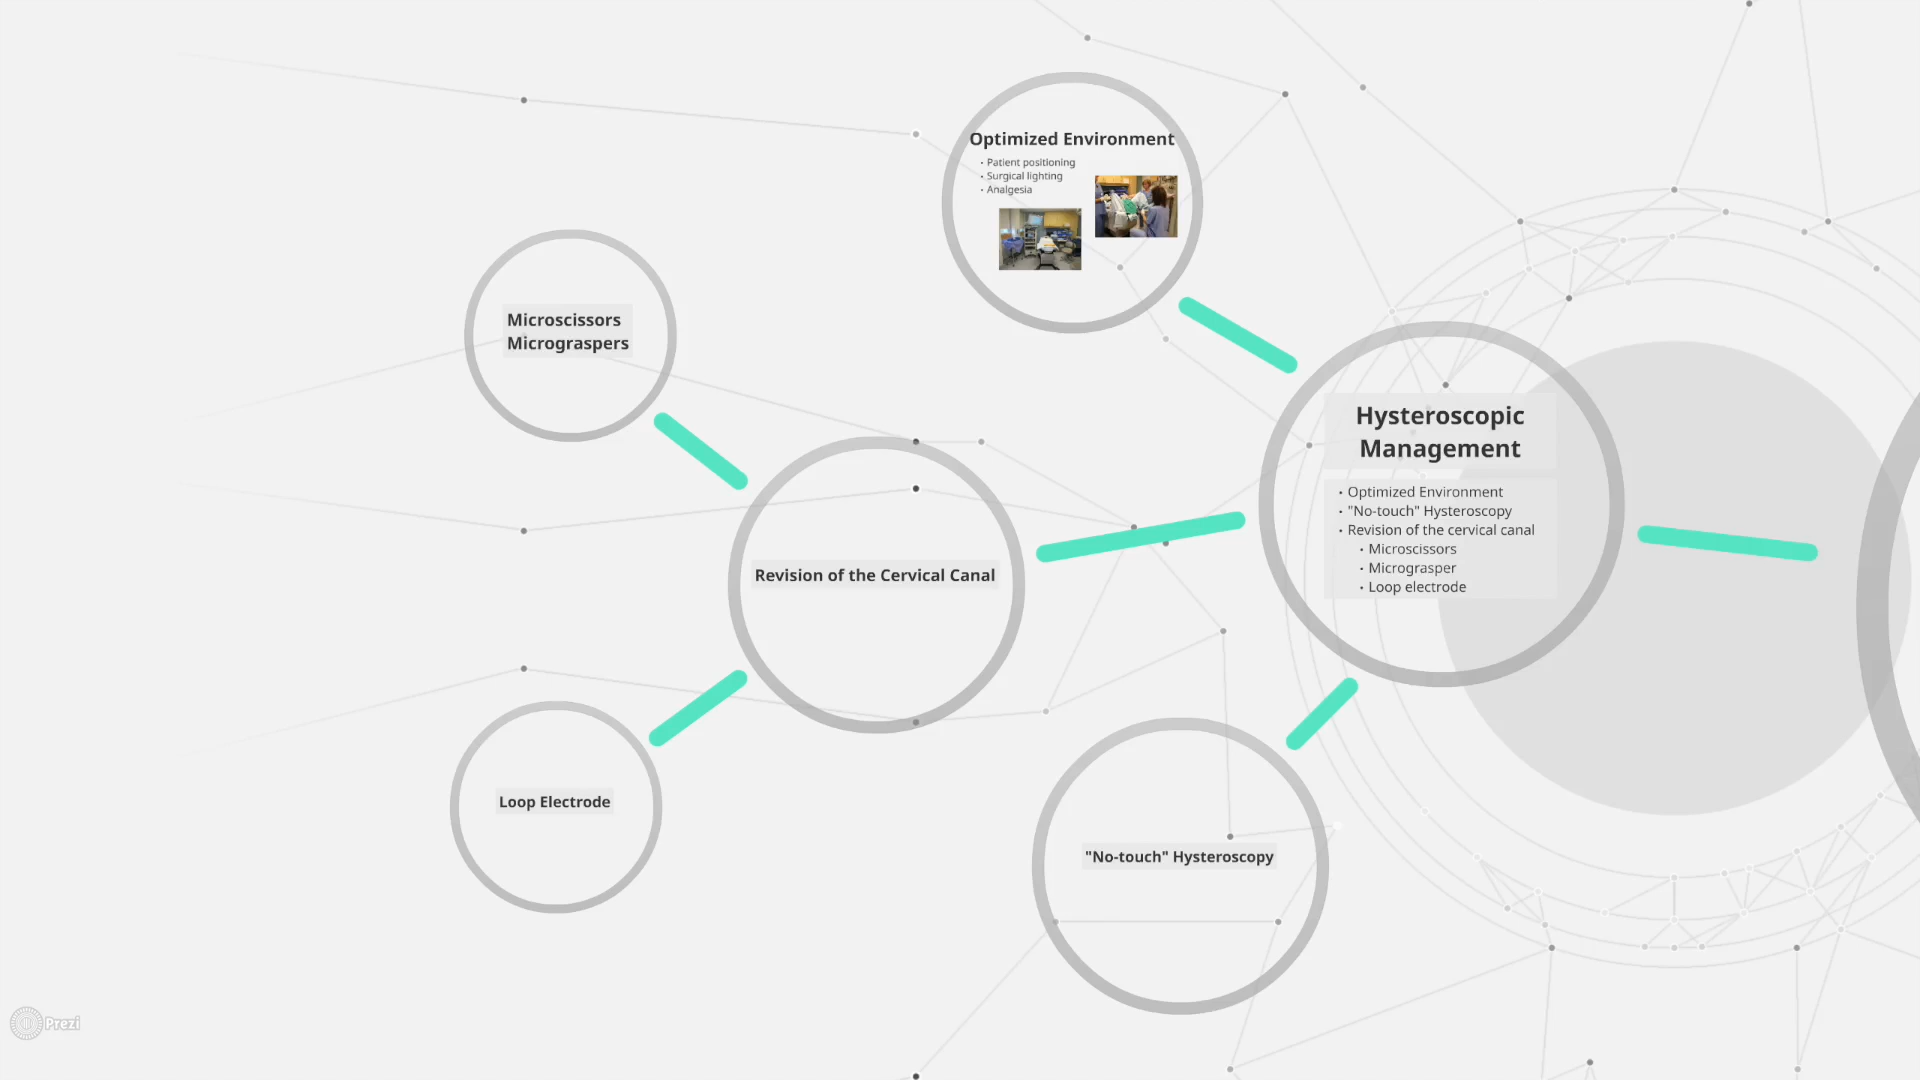 Optimized Environment
• Patient positioning
• Surgical lighting
• Analgesia
Microscissors
Micrograspers
Hysteroscopic
Management
• Optimized Environment
• "No-touch" Hysteroscopy
• Revision of the cervical canal
• Microscissors
• Micrograsper
• Loop electrode
Revision of the Cervical Canal
Loop Electrode
"No-touch" Hysteroscopy
Prezi